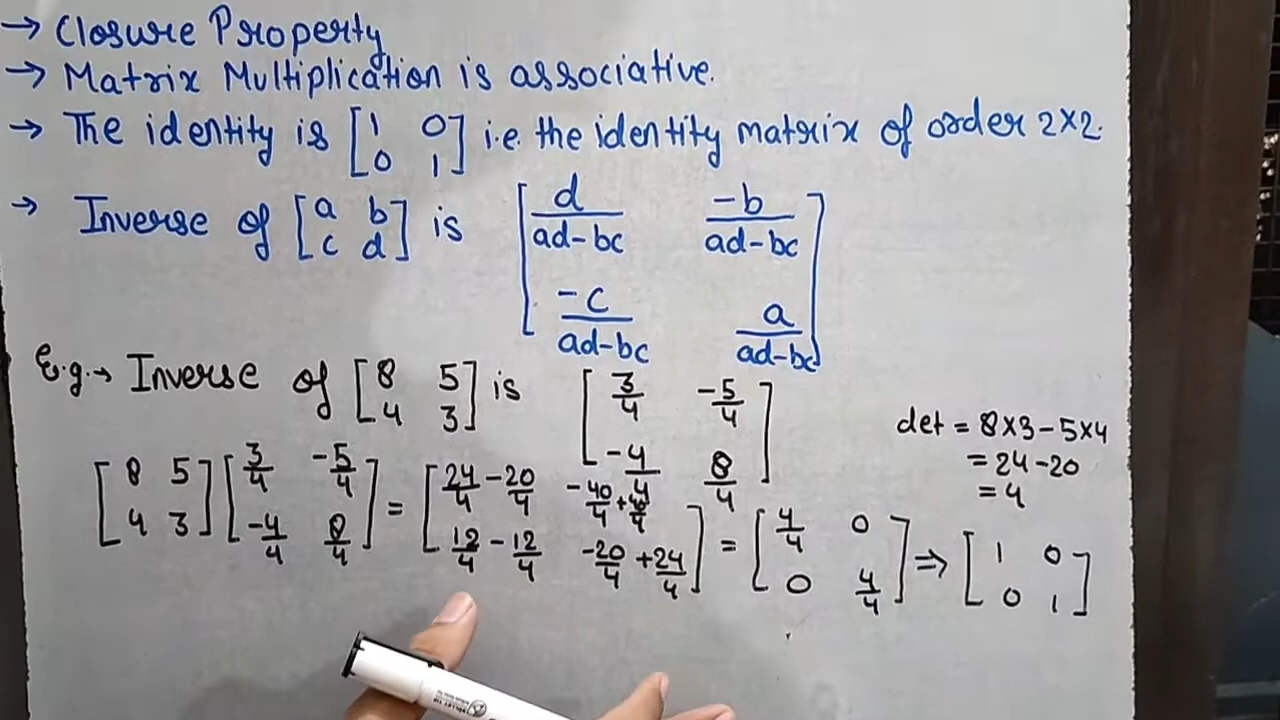 → Closure Property
→ Matrix Multiplication is associative.
→ The identity is [1 0; 0 1] i.e. the identity matrix of order 2×2.
→ Inverse of [a b; c d] is [d/ad-bc -b/ad-bc; -c/ad-bc a/ad-bc]
E.g.→ Inverse of [8 5; 4 3] is [3/4 -5/4; -4/4 8/4]
det = 8×3-5×4
= 24-20
= 4
[8 5; 4 3] [3/4 -5/4; -4/4 8/4] = [24/4-20/4 -40/4+40/4; 12/4-12/4 -20/4+24/4] = [4/4 0; 0 4/4] ⇒ [1 0; 0 1]